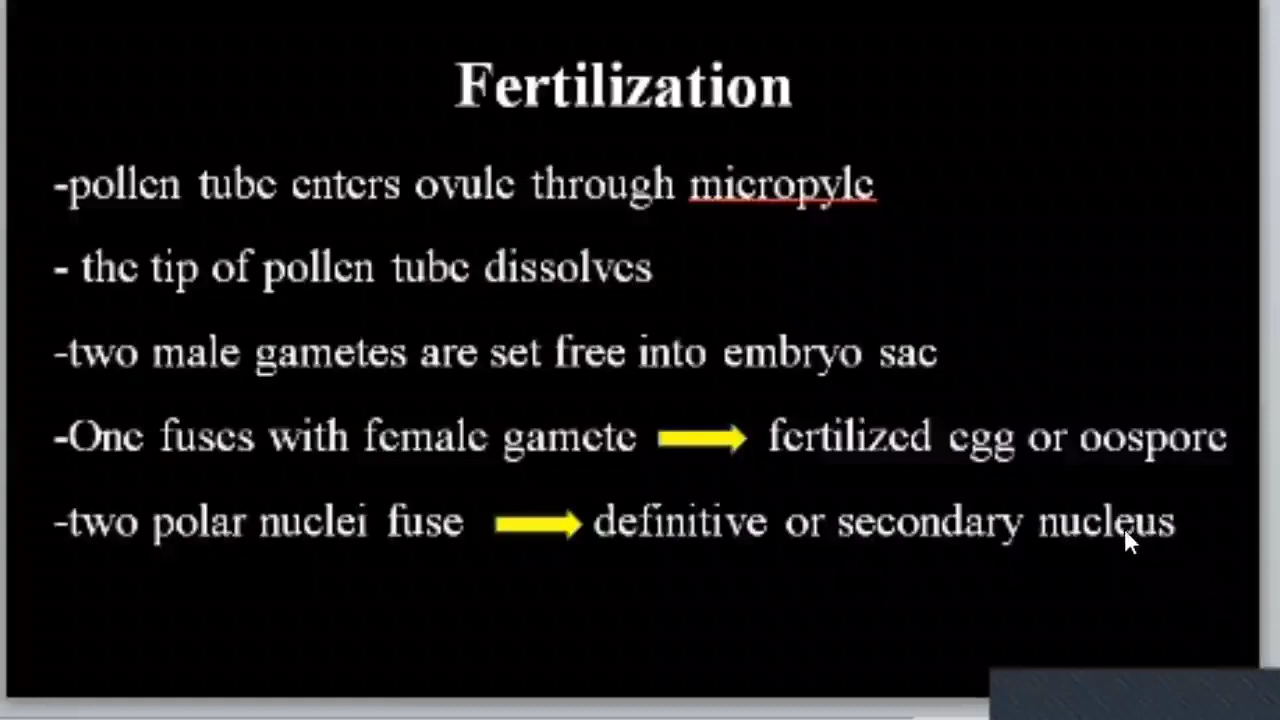 Fertilization
-pollen tube enters ovule through micropyle
- the tip of pollen tube dissolves
-two male gametes are set free into embryo sac
-One fuses with female gamete fertilized egg or oospore
-two polar nuclei fuse definitive or secondary nucleus